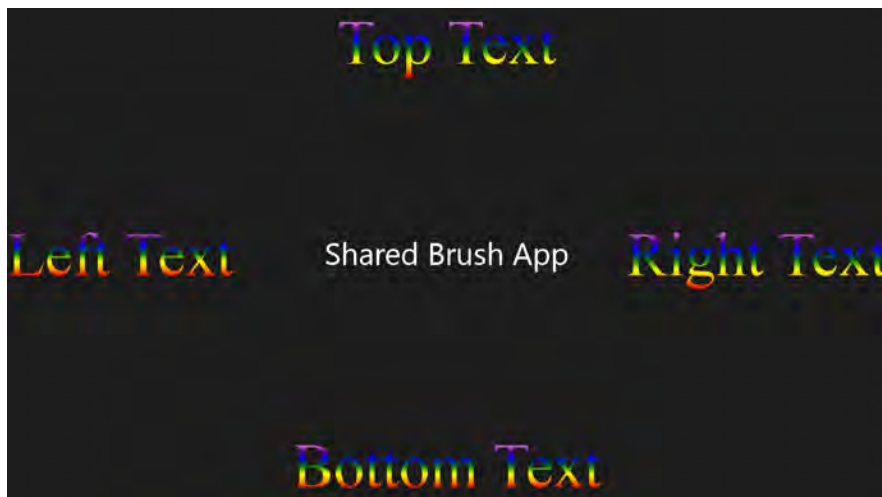 Top Text
Left Text
Shared Brush App
Right Text
Bottom Text